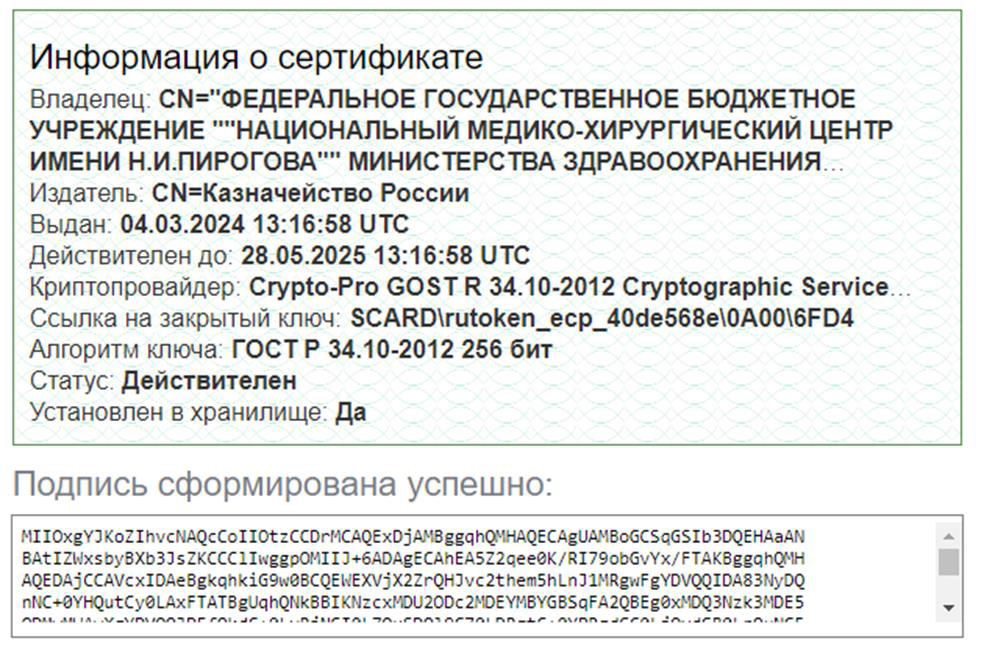 Информация о сертификате
Владелец: CN="ФЕДЕРАЛЬНОЕ ГОСУДАРСТВЕННОЕ БЮДЖЕТНОЕ
УЧРЕЖДЕНИЕ ""НАЦИОНАЛЬНЫЙ МЕДИКО-ХИРУРГИЧЕСКИЙ ЦЕНТР
ИМЕНИ Н.И.ПИРОГОВА"" МИНИСТЕРСТВА ЗДРАВООХРАНЕНИЯ...
Издатель: CN=Казначейство России
Выдан: 04.03.2024 13:16:58 UTC
Действителен до: 28.05.2025 13:16:58 UTC
Криптопровайдер: Crypto-Pro GOST R 34.10-2012 Cryptographic Service...
Ссылка на закрытый ключ: SCARD\rutoken_ecp_40de568e\0A00\6FD4
Алгоритм ключа: ГОСТ Р 34.10-2012 256 бит
Статус: Действителен
Установлен в хранилище: Да
Подпись сформирована успешно:
MIIOxgYJKoZIhvcNAQcCoIIOtzCCDrMCAQExDjAMBggqhQMHAQECAgUAMBoGCSqGSIb3DQEHAaAN
BAtIZWxsbyBXb3JsZKCCCl​IwggpOMIIJ+6ADAgECAhEA5Z2qee0K/RI79obGvYx/FTAKBggqhQMH
AQEDAjCCAVcxIDAeBgkqhkiG9w0BCQEWEXVjX2ZrQHJvc2them5hLnJ1MRgwFgYDVQQIDA83NyDQ
nNC+0YHQutCy0LAxFTATBgUqhQNkBBIKNzcxMDU2ODc2MDEYMBYGBSqFA2QBEg0xMDQ3Nzk3MDE5